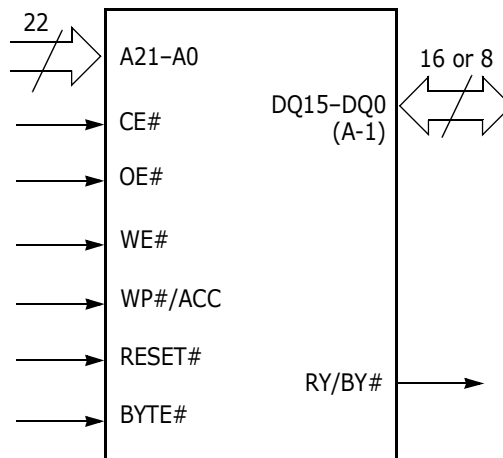 22
A21–A0
16 or 8
CE#
DQ15–DQ0
(A-1)
OE#
WE#
WP#/ACC
RESET#
RY/BY#
BYTE#